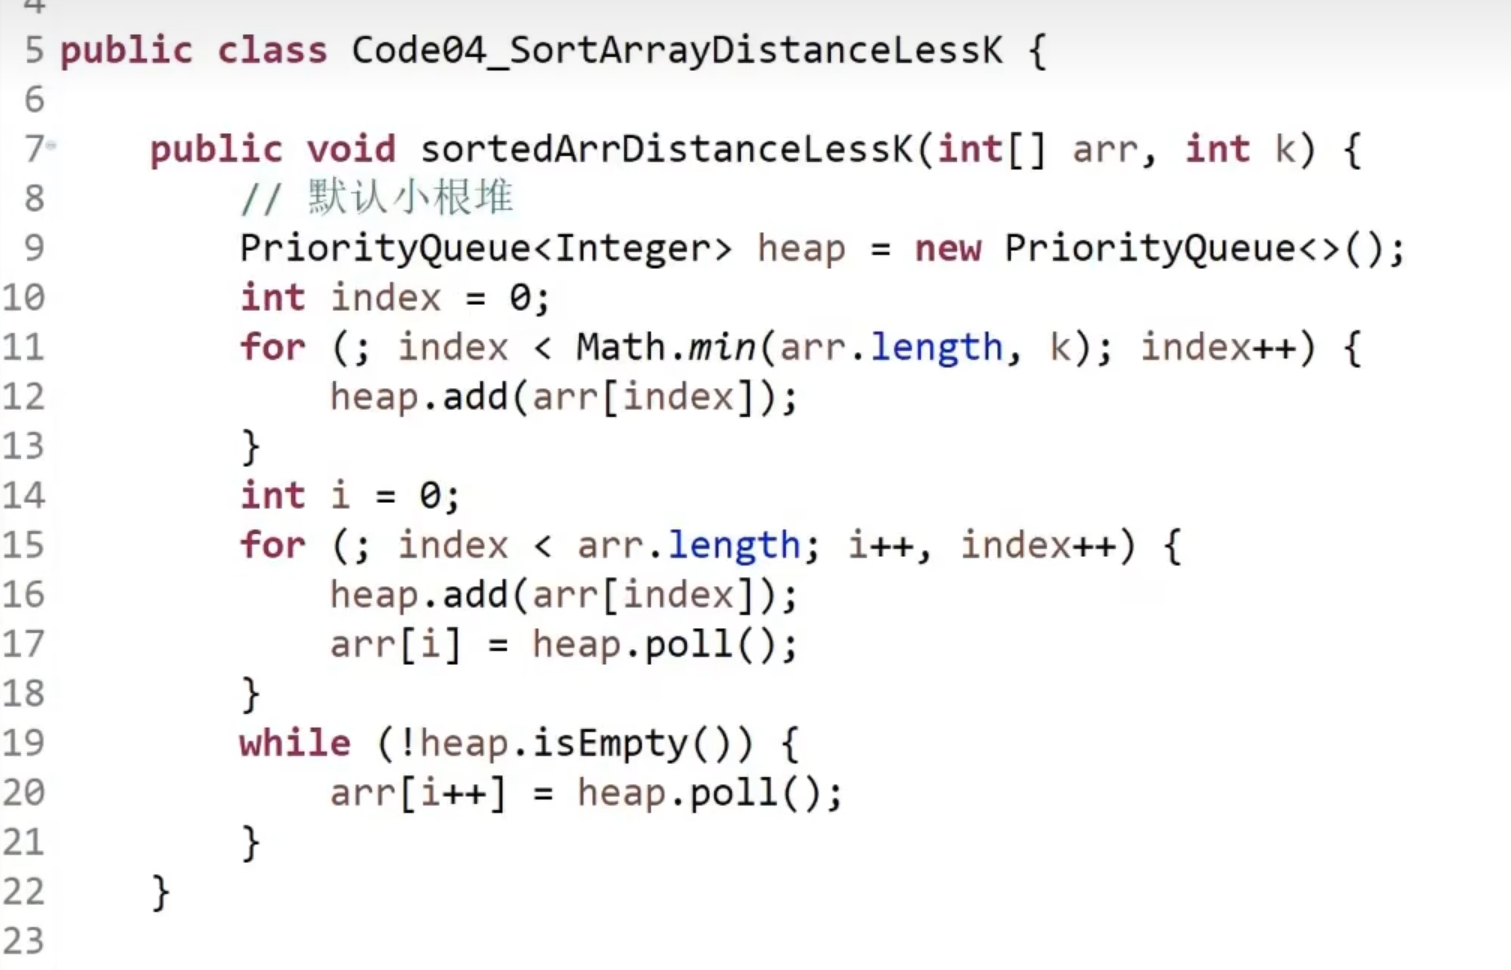 4
5 public class Code04_SortArrayDistanceLessK {
6
7 public void sortedArrDistanceLessK(int[] arr, int k) {
8 // 默认小根堆
9 PriorityQueue<Integer> heap = new PriorityQueue<>();
10 int index = 0;
11 for (; index < Math.min(arr.length, k); index++) {
12 heap.add(arr[index]);
13 }
14 int i = 0;
15 for (; index < arr.length; i++, index++) {
16 heap.add(arr[index]);
17 arr[i] = heap.poll();
18 }
19 while (!heap.isEmpty()) {
20 arr[i++] = heap.poll();
21 }
22 }
23